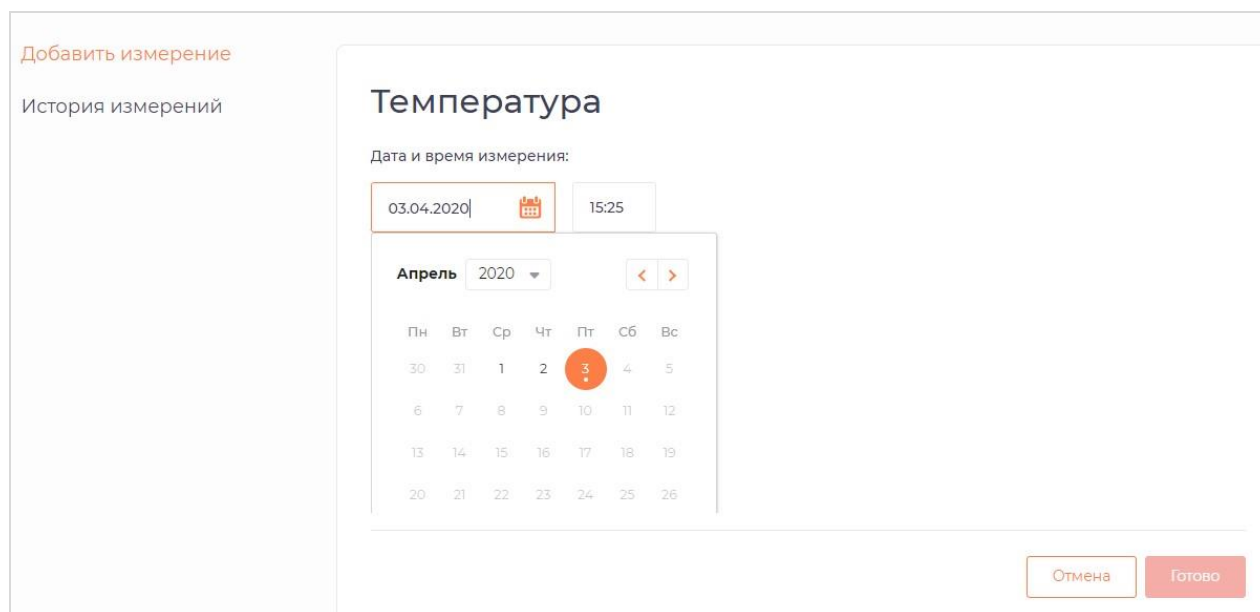 Добавить измерение
История измерений
Температура
Дата и время измерения:
03.04.2020 15:25
Апрель 2020
Пн Вт Ср Чт Пт Сб Вс
30 31 1 2 3 4 5
6 7 8 9 10 11 12
13 14 15 16 17 18 19
20 21 22 23 24 25 26
Отмена Готово